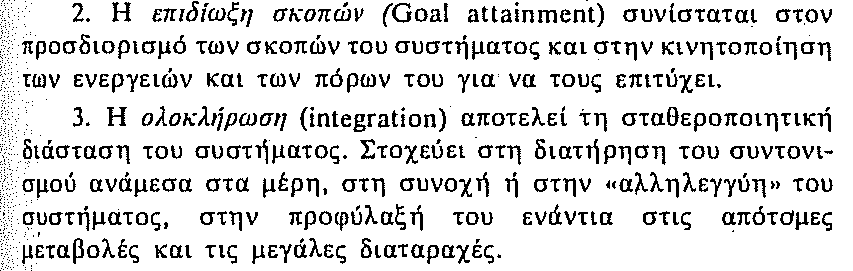 2. Η επιδίωξη σκοπών (Goal attainment) συνίσταται στον
προσδιορισμό των σκοπών του συστήματος και στην κινητοποίηση
των ενεργειών και των πόρων του για να τους επιτύχει.
3. Η ολοκλήρωση (integration) αποτελεί τη σταθεροποιητική
διάσταση του συστήματος. Στοχεύει στη διατήρηση του συντονι-
σμού ανάμεσα στα μέρη, στη συνοχή ή στην «αλληλεγγύη» του
συστήματος, στην προφύλαξή του ενάντια στις απότομες
μεταβολές και τις μεγάλες διαταραχές.